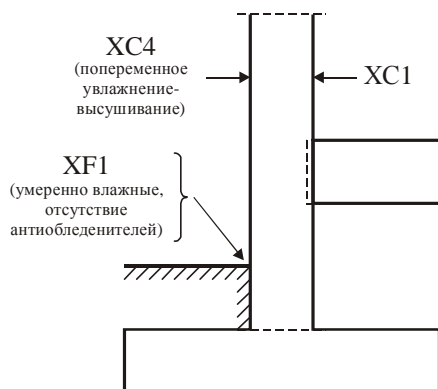 XC4
(попеременное
увлажнение-
высушивание)
XC1
XF1
(умеренно влажные,
отсутствие
антиобледенителей)